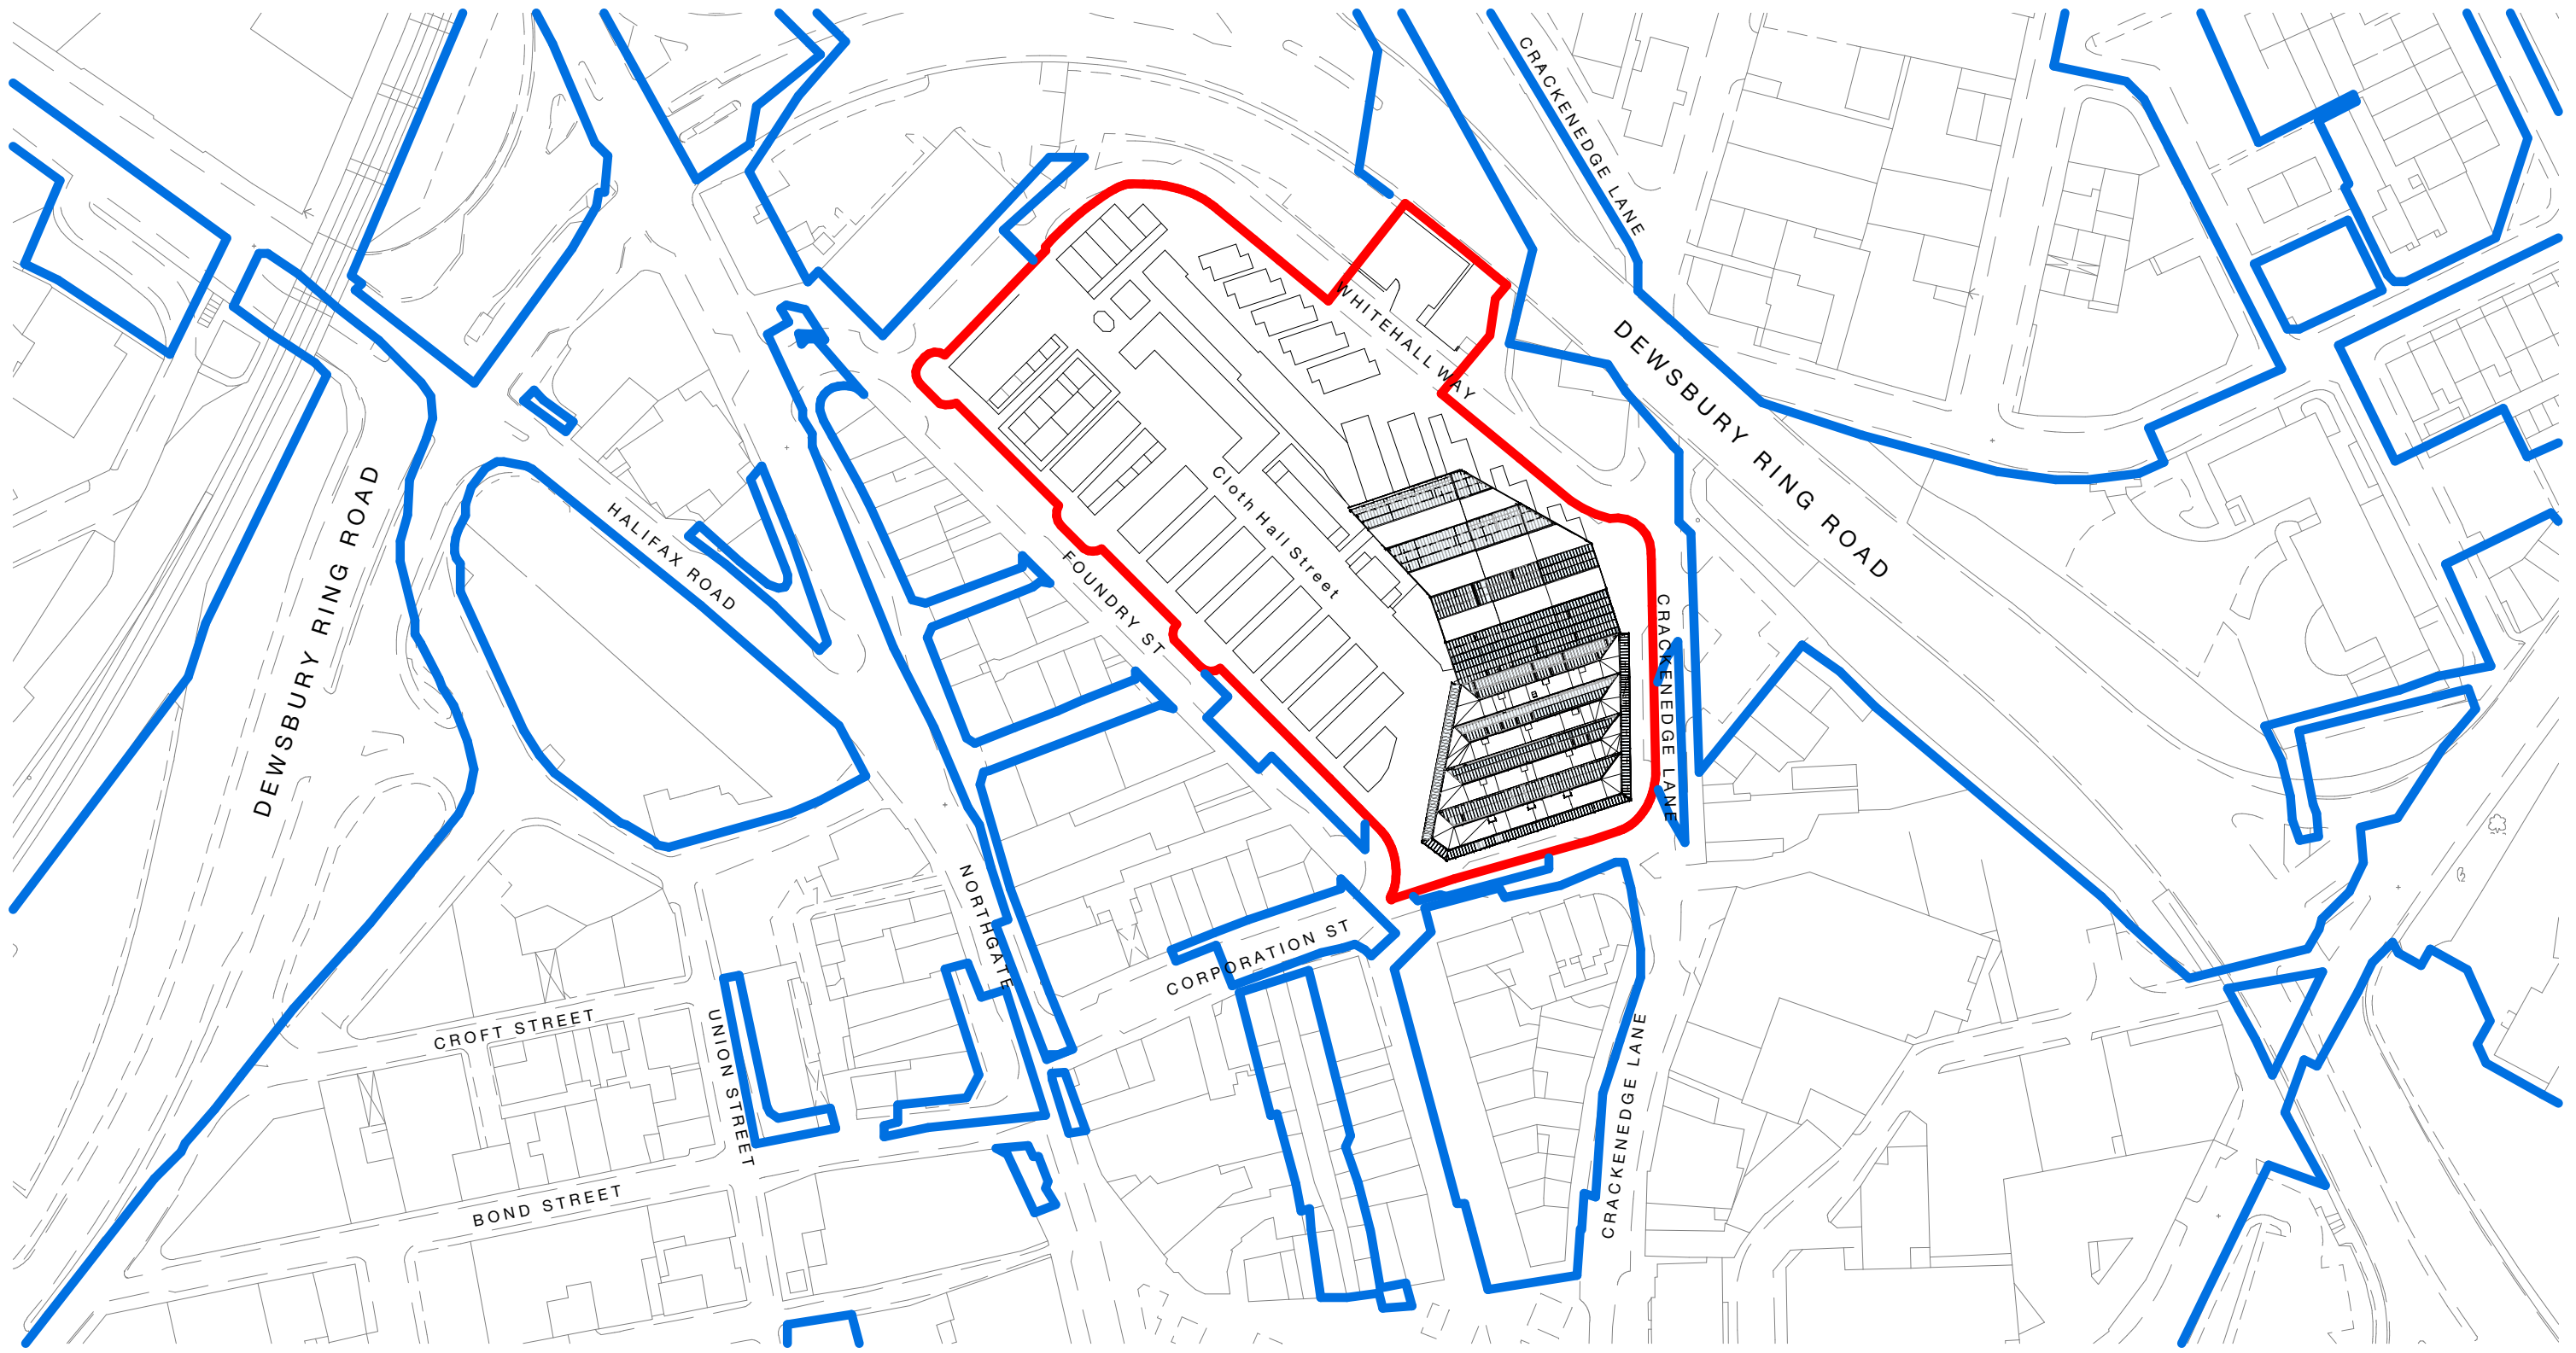 CRACKENEDGE LANE
WHITEHALL WAY
DEWSBURY RING ROAD
DEWSBURY RING ROAD
HALIFAX ROAD
Cloth Hall Street
FOUNDRY ST
CRACKENEDGE LANE
NORTHGATE
CORPORATION ST
CROFT STREET
UNION STREET
CRACKENEDGE LANE
BOND STREET